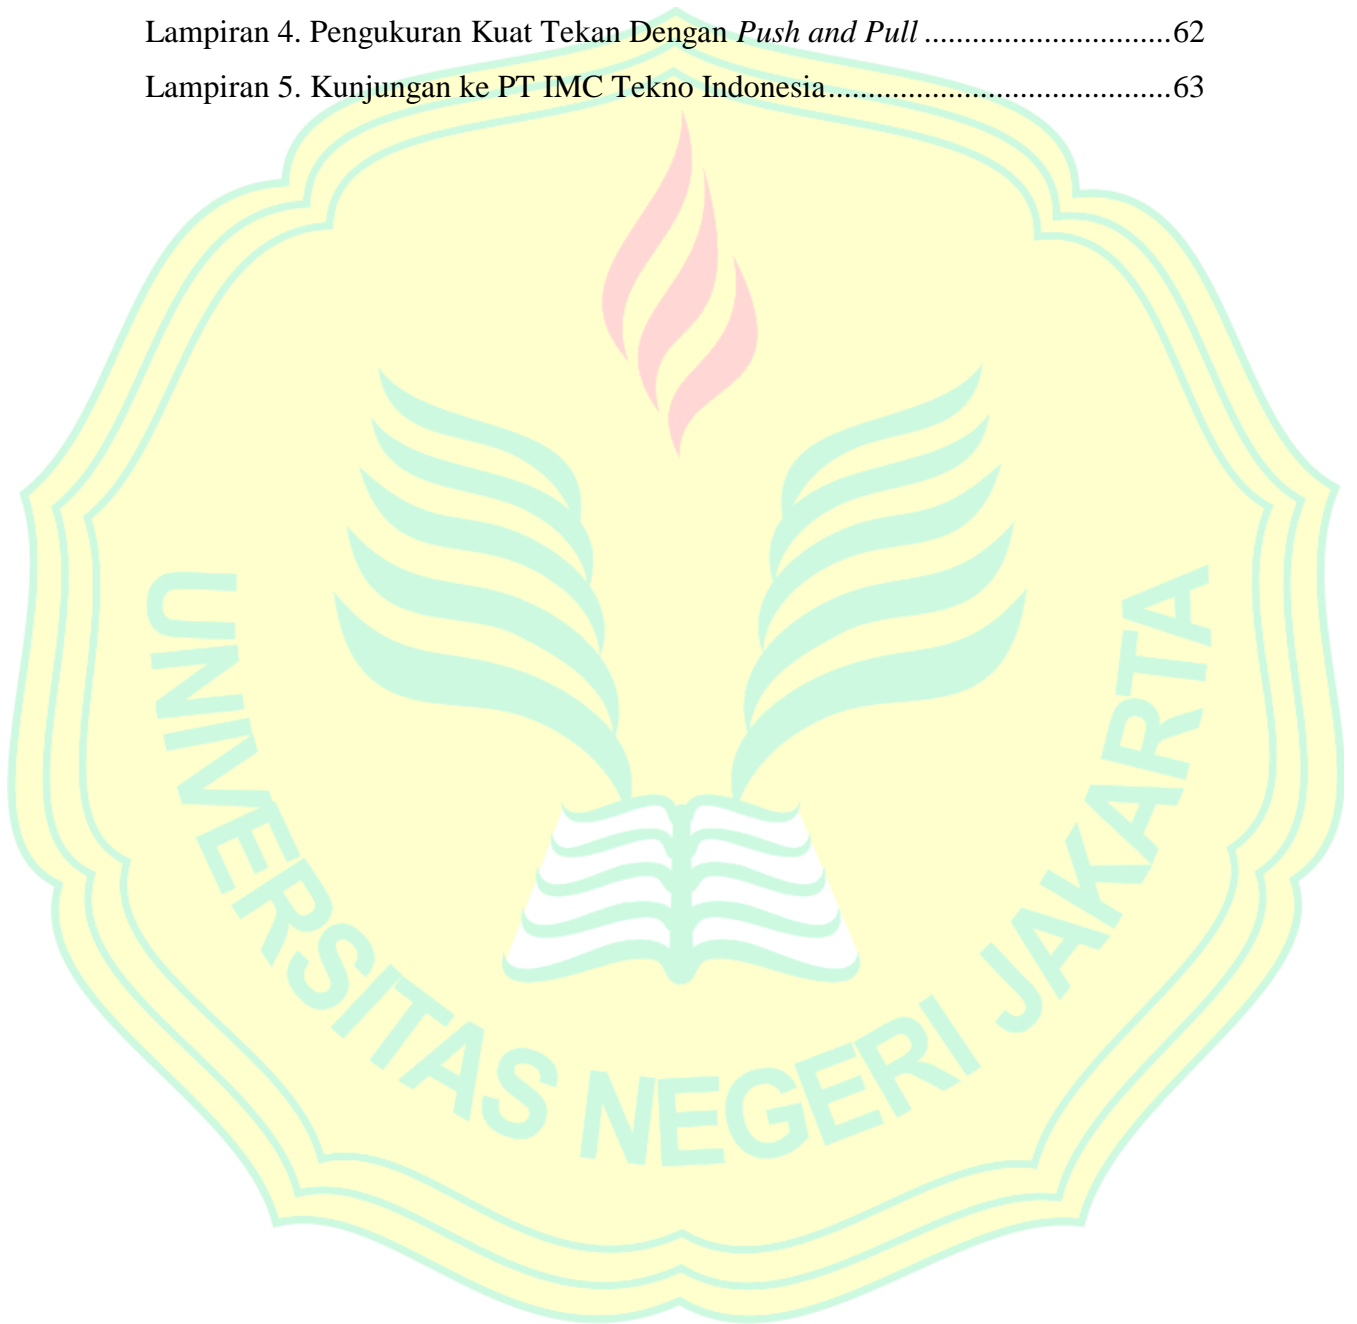 Lampiran 4. Pengukuran Kuat Tekan Dengan Push and Pull ...............................62
Lampiran 5. Kunjungan ke PT IMC Tekno Indonesia...........................................63
UNIVERSITAS NEGERI JAKARTA